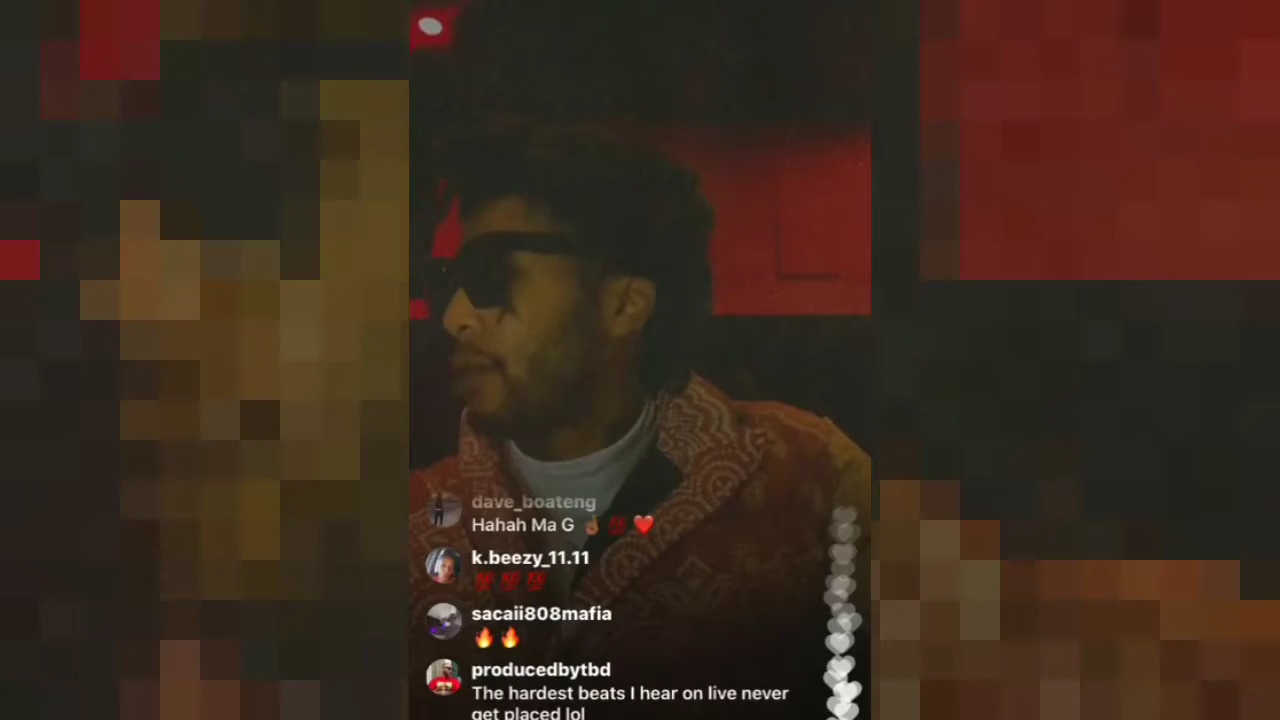 dave_boateng
Hahah Ma G ☝🏽 💯 ❤️
k.beezy_11.11
💯 💯 💯
sacaii808mafia
🔥 🔥
producedbytbd
The hardest beats I hear on live never
get placed lol